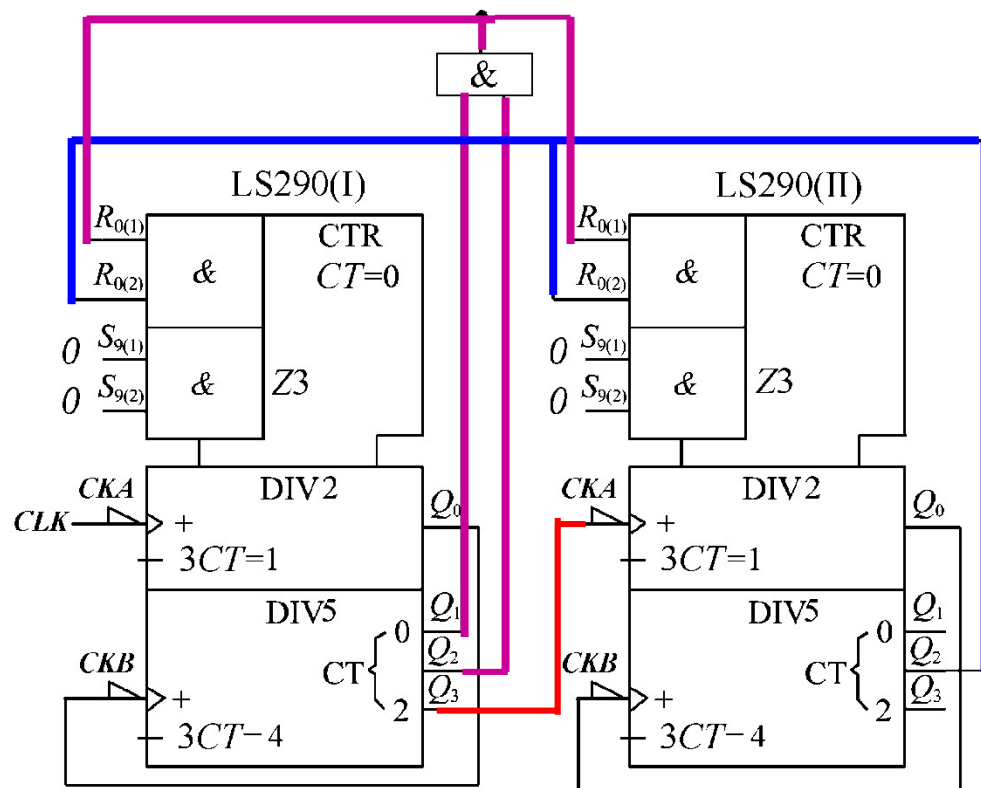 &
LS290(I)
LS290(II)
R0(1)
CTR
R0(1)
CTR
R0(2)
&
CT=0
R0(2)
&
CT=0
0 S9(1)
0 S9(1)
& Z3
& Z3
0 S9(2)
0 S9(2)
CKA
DIV2
Q0
CKA
DIV2
Q0
CLK
+
+
3CT=1
3CT=1
DIV5
Q1
DIV5
Q1
0
0
CKB
CT
Q2
CKB
CT
Q2
+
Q3
+
Q3
2
2
3CT-4
3CT-4